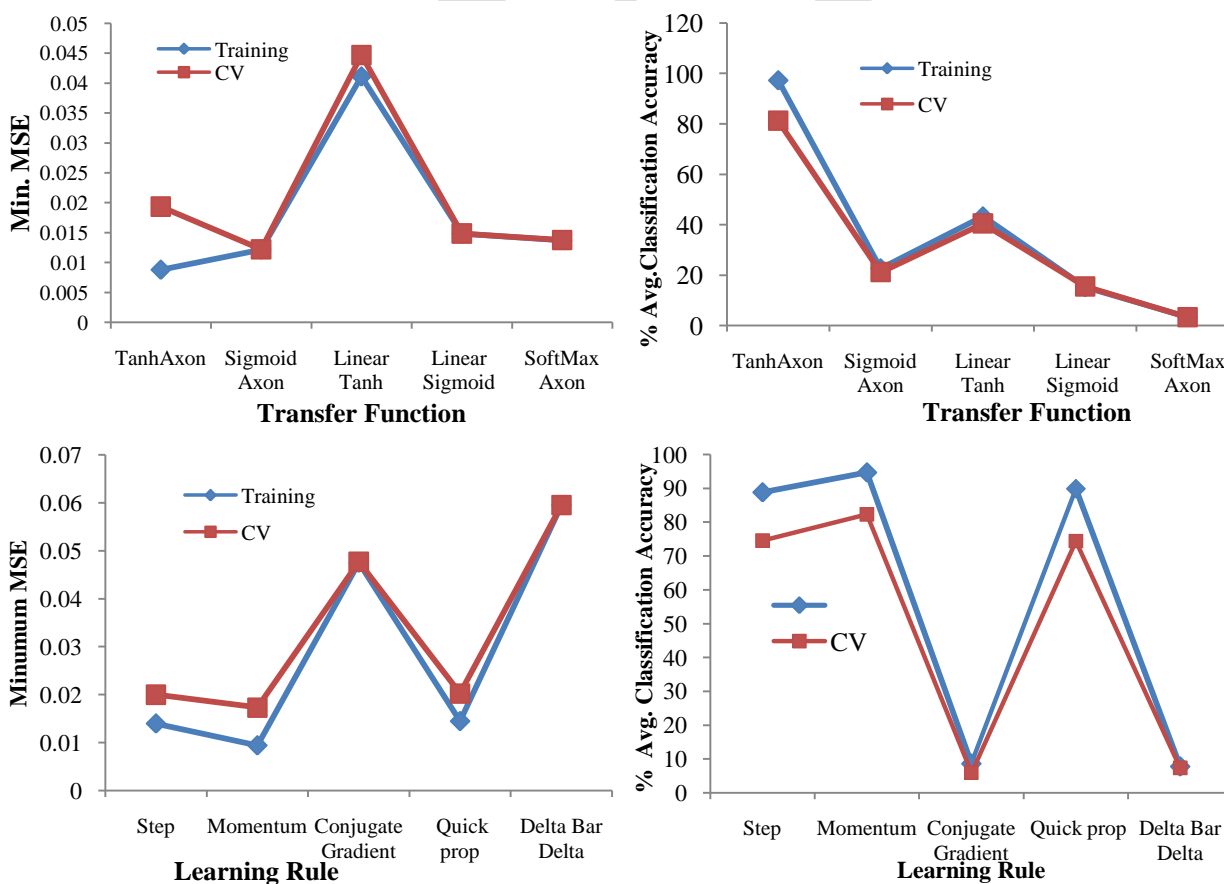 0.05
0.045
0.04
0.035
0.03
0.025
0.02
0.015
0.01
0.005
0
Min. MSE
Training
CV
TanhAxon
Sigmoid
Axon
Linear
Tanh
Linear
Sigmoid
SoftMax
Axon
Transfer Function
120
100
80
60
40
20
0
% Avg.Classification Accuracy
Training
CV
TanhAxon
Sigmoid
Axon
Linear
Tanh
Linear
Sigmoid
SoftMax
Axon
Transfer Function
0.07
0.06
0.05
0.04
0.03
0.02
0.01
0
Minumum MSE
Training
CV
Step
Momentum
Conjugate
Gradient
Quick
prop
Delta Bar
Delta
Learning Rule
100
90
80
70
60
50
40
30
20
10
0
% Avg. Classification Accuracy
CV
Step
Momentum
Conjugate
Gradient
Quick prop
Delta Bar
Delta
Learning Rule